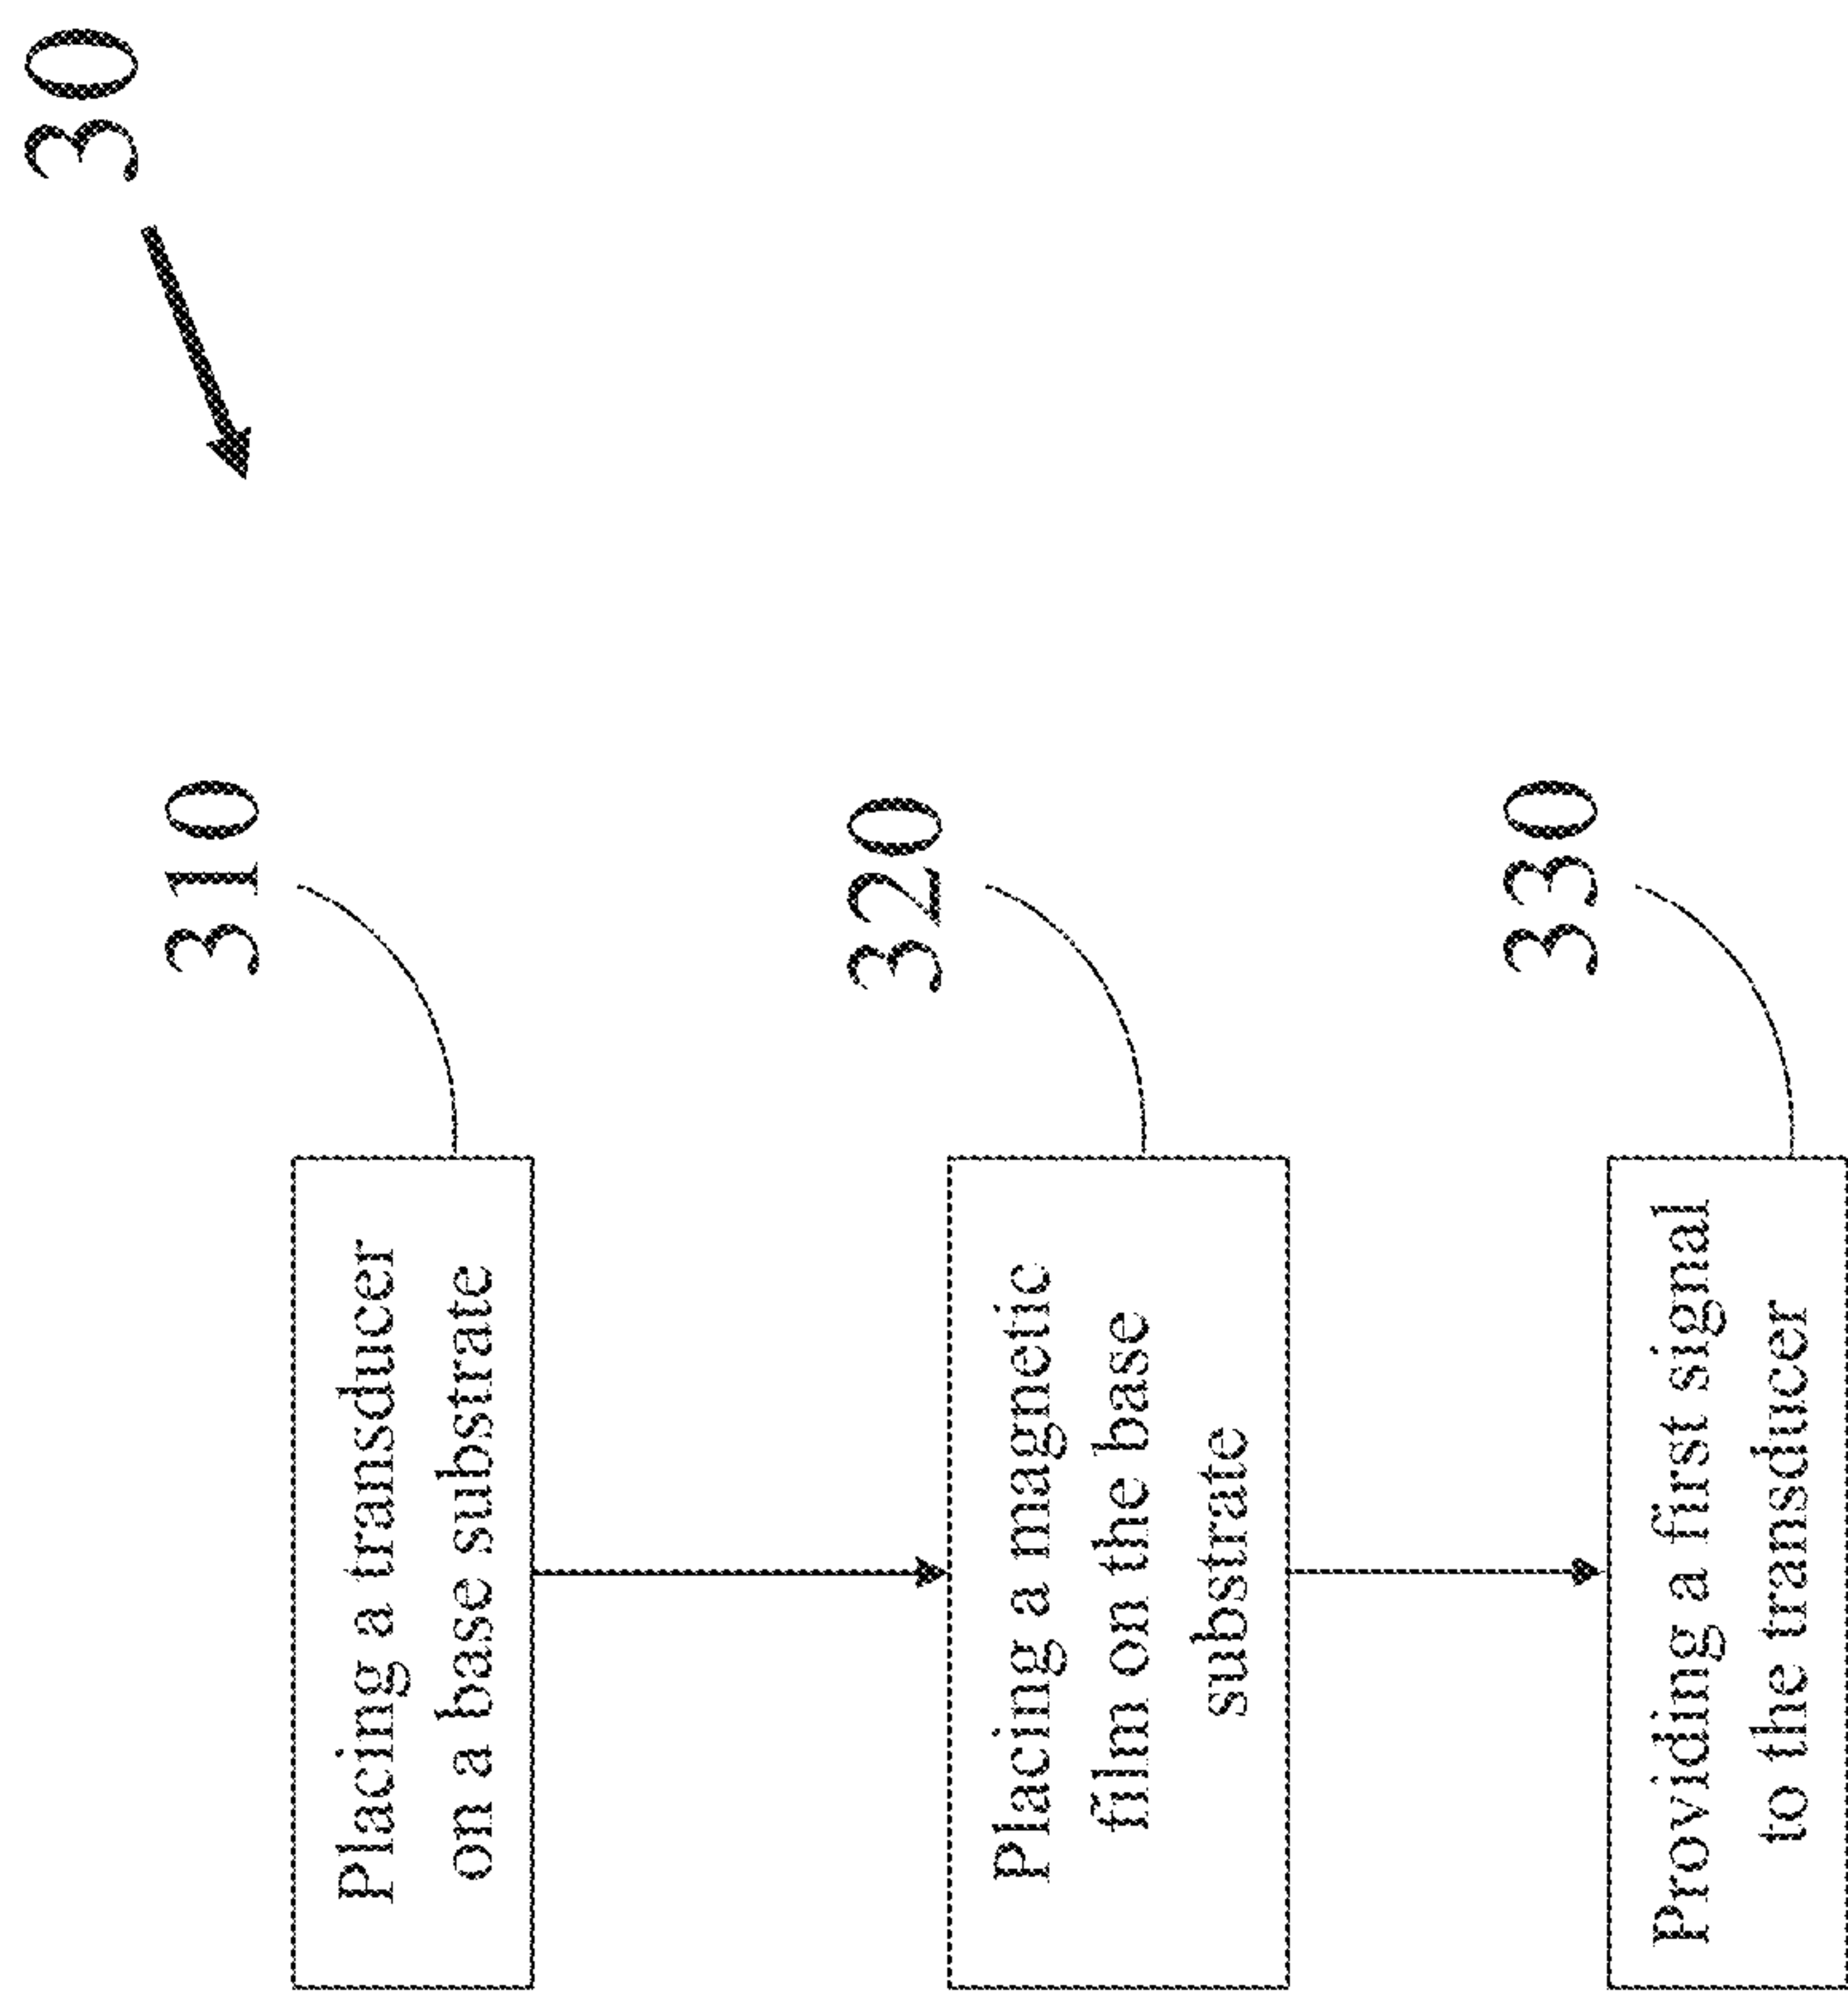 30
310
Placing a transducer
on a base substrate
320
Placing a magnetic
film on the base
substrate
330
Providing a first signal
to the transducer